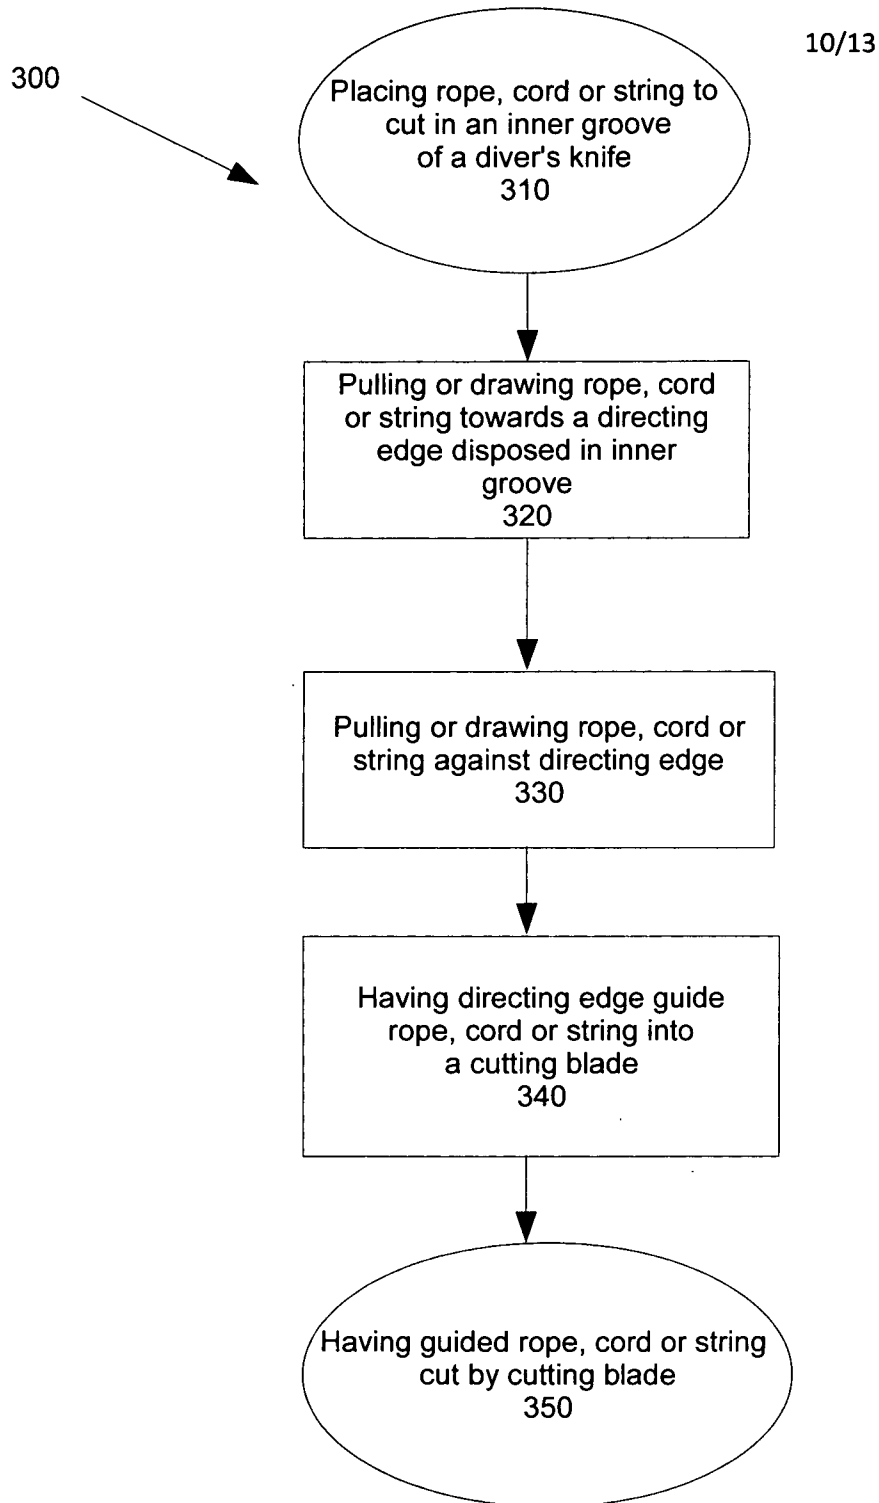 10/13
300
Placing rope, cord or string to
cut in an inner groove
of a diver's knife
310
Pulling or drawing rope, cord
or string towards a directing
edge disposed in inner
groove
320
Pulling or drawing rope, cord or
string against directing edge
330
Having directing edge guide
rope, cord or string into
a cutting blade
340
Having guided rope, cord or string
cut by cutting blade
350